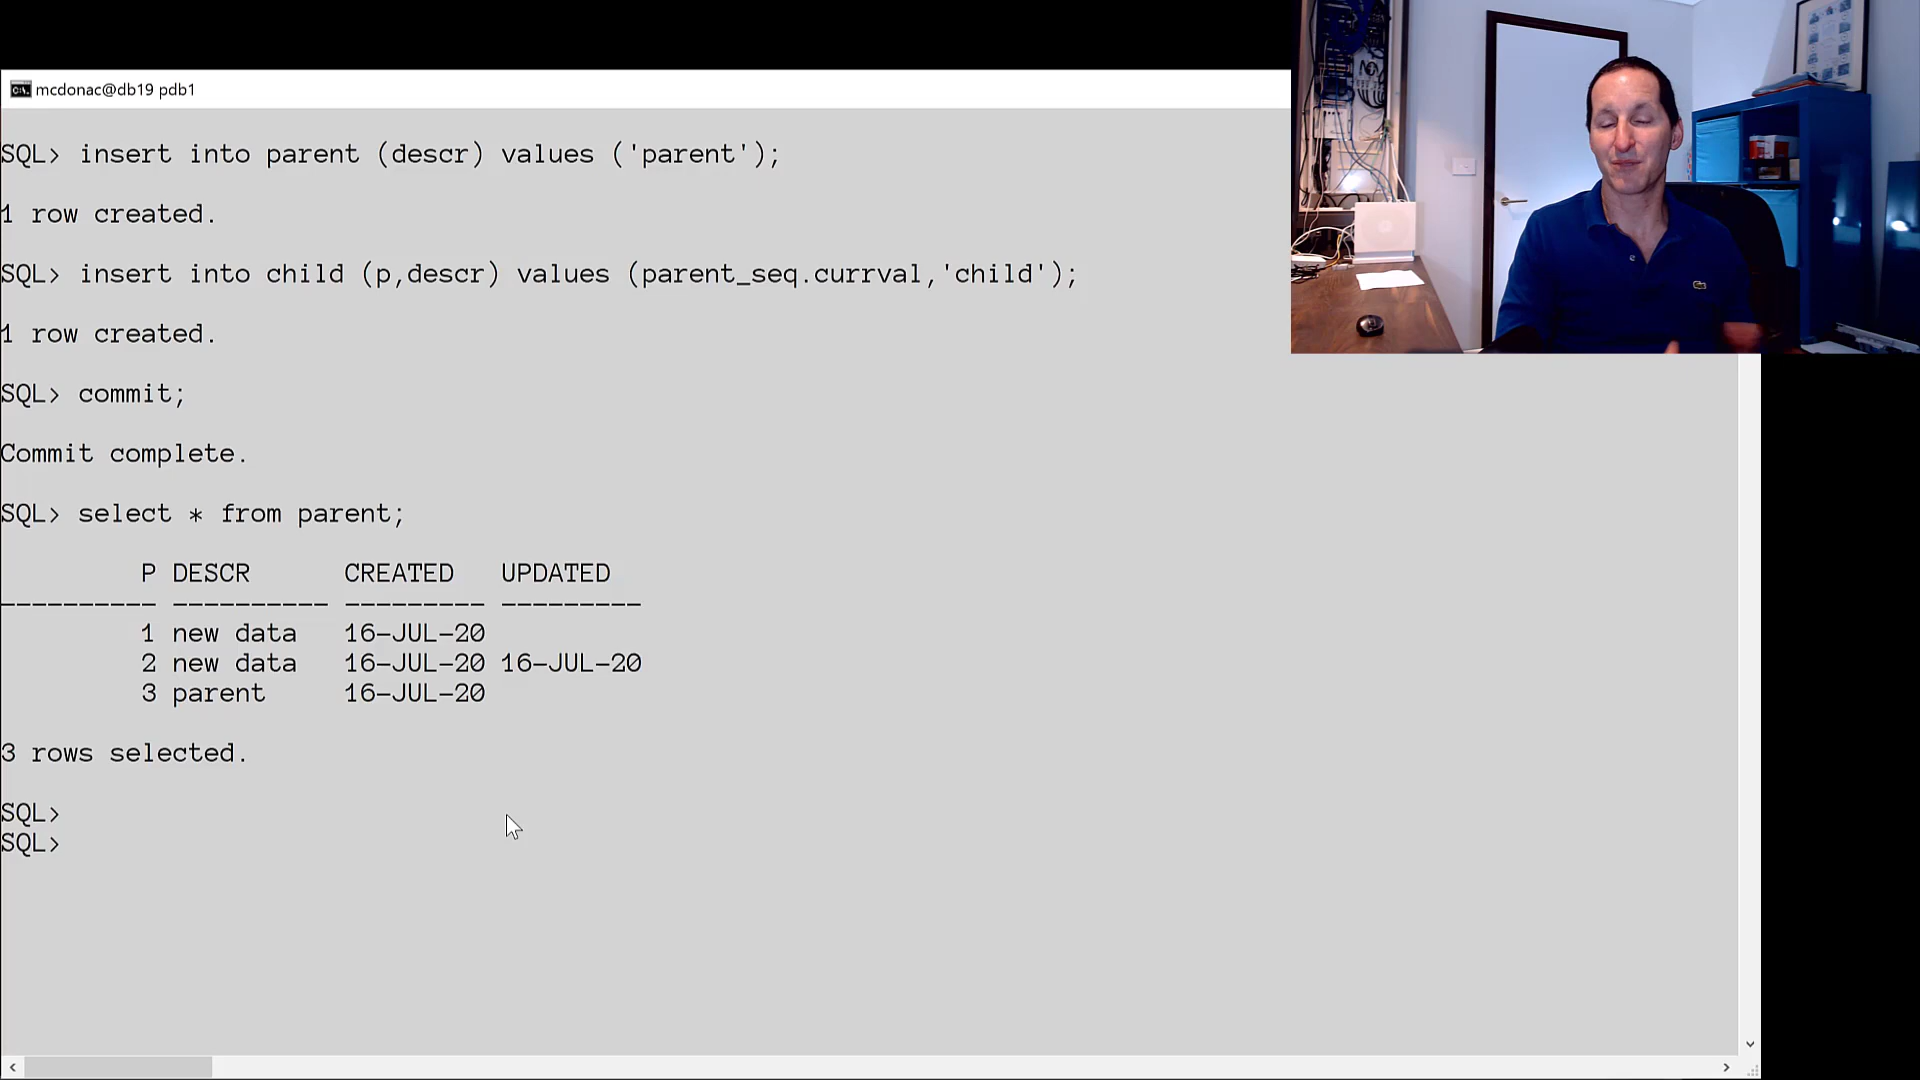 mcdonac@db19 pdb1
SQL> insert into parent (descr) values ('parent');
1 row created.
SQL> insert into child (p,descr) values (parent_seq.currval,'child');
1 row created.
SQL> commit;
Commit complete.
SQL> select * from parent;
P DESCR CREATED UPDATED
---------- ---------- --------- ---------
1 new data 16-JUL-20
2 new data 16-JUL-20 16-JUL-20
3 parent 16-JUL-20
3 rows selected.
SQL>
SQL>